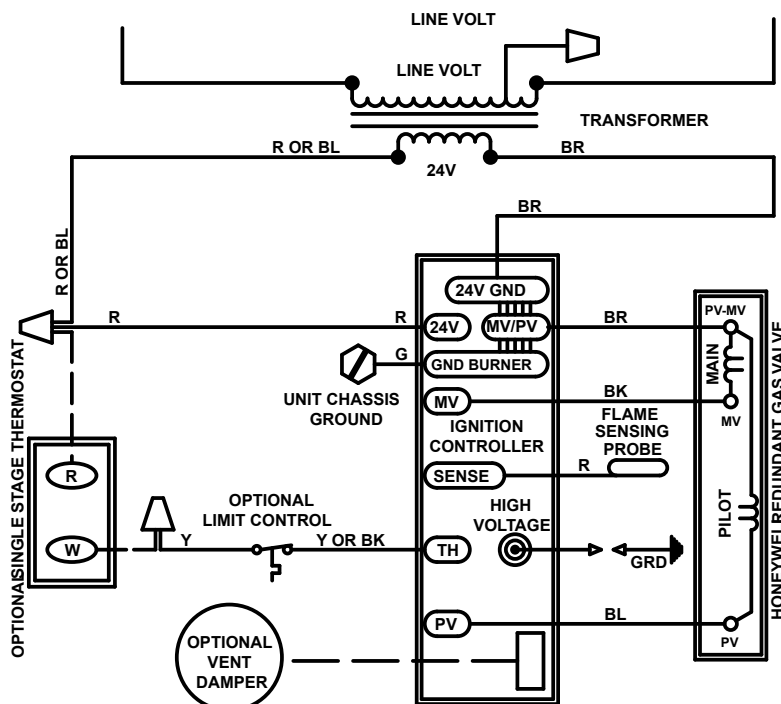 LINE VOLT
LINE VOLT
TRANSFORMER
R OR BL
24V
BR
BR
R OR BL
24V GND
R
R
24V
MV/PV
BR
PV-MV
G
GND BURNER
UNIT CHASSIS
GROUND
MV
BK
MAIN
MV
IGNITION
CONTROLLER
FLAME
SENSING
PROBE
SENSE
R
OPTIONAL SINGLE STAGE THERMOSTAT
R
W
OPTIONAL
LIMIT CONTROL
Y
Y OR BK
TH
HIGH
VOLTAGE
GRD
PILOT
HONEYWELL REDUNDANT GAS VALVE
PV
BL
PV
OPTIONAL
VENT
DAMPER